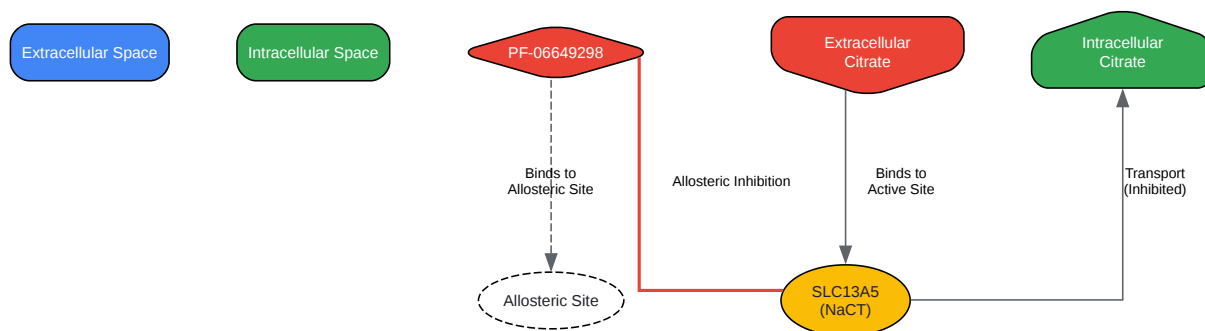 Extracellular Space
Intracellular Space
PF-06649298
Extracellular
Citrate
Intracellular
Citrate
Binds to
Allosteric Site
Allosteric Inhibition
Binds to
Active Site
Transport
(Inhibited)
Allosteric Site
SLC13A5
(NaCT)